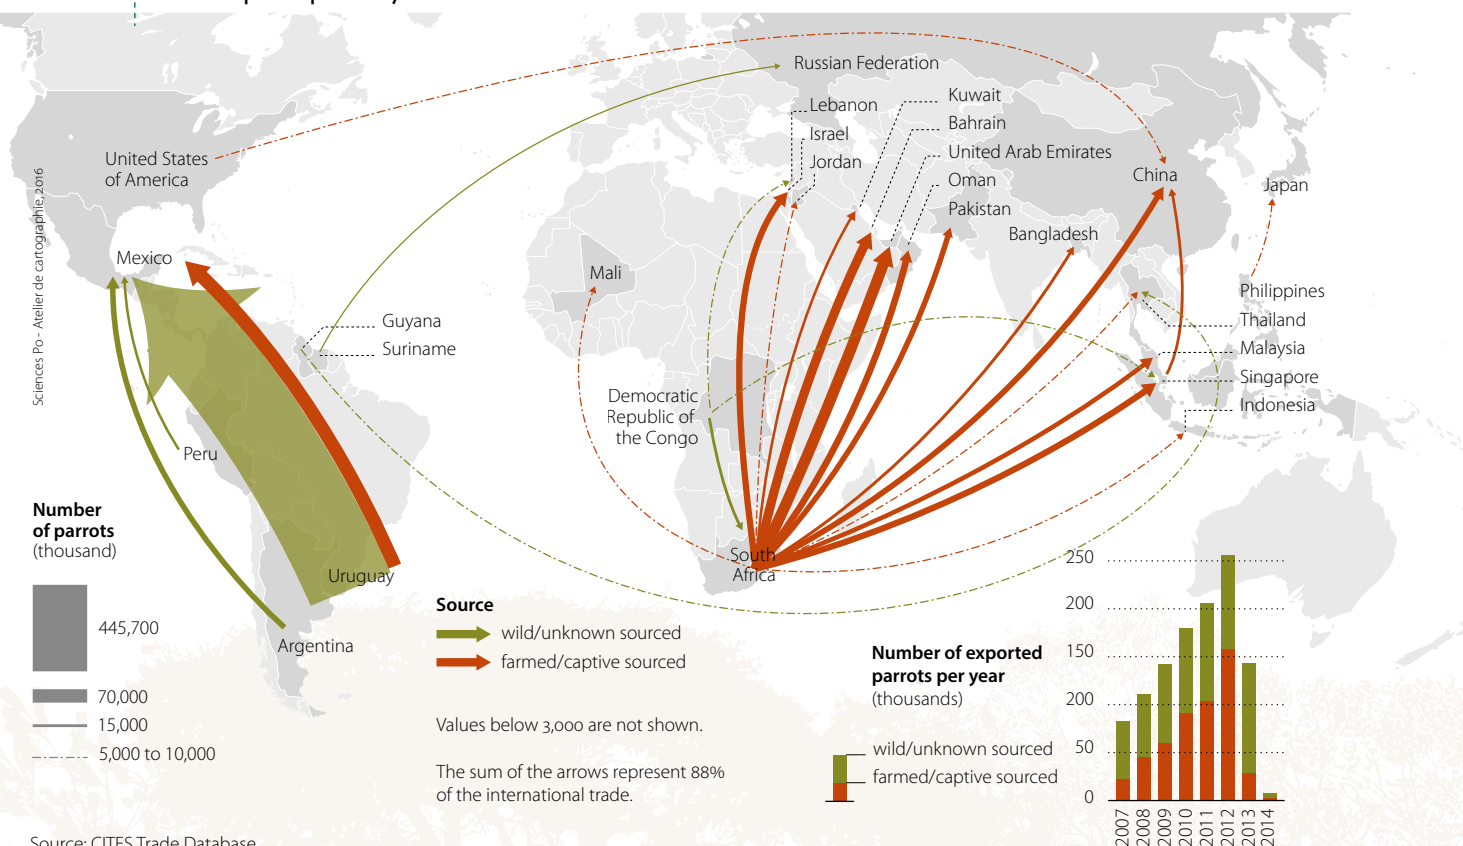 Russian Federation
Lebanon
Israel
Jordan
Kuwait
Bahrain
United Arab Emirates
Oman
Pakistan
Bangladesh
China
Japan
United States
of America
Sciences Po - Atelier de cartographie, 2016
Mexico
Mali
Guyana
Suriname
Philippines
Thailand
Malaysia
Singapore
Indonesia
Democratic
Republic of
the Congo
Peru
South
Africa
Uruguay
Argentina
Number
of parrots
(thousand)
445,700
70,000
15,000
5,000 to 10,000
Source
wild/unknown sourced
farmed/captive sourced
Values below 3,000 are not shown.
The sum of the arrows represent 88%
of the international trade.
Number of exported
parrots per year
(thousands)
wild/unknown sourced
farmed/captive sourced
250
200
150
200
50
0
2007
2008
2009
2010
2011
2012
2013
2014
Source: CITES Trade Database